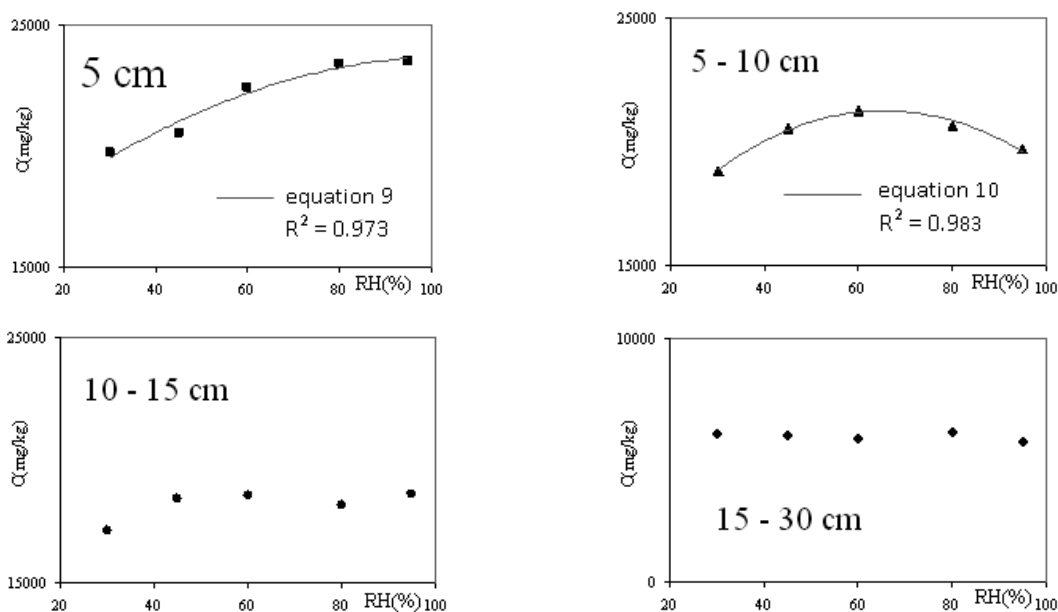 25000
5 cm
C(mg/kg)
equation 9
R² = 0.973
15000
20 40 60 80 RH(%) 100
25000
5 - 10 cm
C(mg/kg)
equation 10
R² = 0.983
15000
20 40 60 80 RH(%) 100
25000
10 - 15 cm
C(mg/kg)
15000
20 40 60 80 RH(%) 100
10000
C(mg/kg)
15 - 30 cm
0
20 40 60 80 RH(%) 100